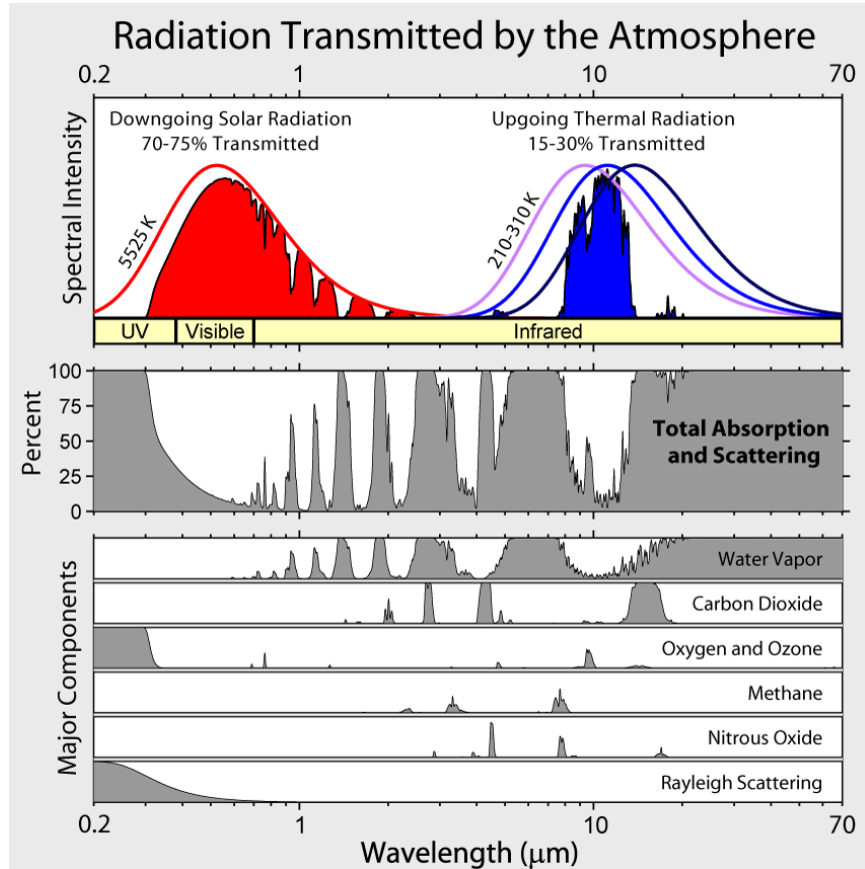 Radiation Transmitted by the Atmosphere
0.2 1 10 70
Downgoing Solar Radiation
70-75% Transmitted
Upgoing Thermal Radiation
15-30% Transmitted
Spectral Intensity
5525 K
210-310 K
UV Visible Infrared
Percent
100
75
50
25
0
Total Absorption
and Scattering
Major Components
Water Vapor
Carbon Dioxide
Oxygen and Ozone
Methane
Nitrous Oxide
Rayleigh Scattering
0.2 1 10 70
Wavelength (μm)